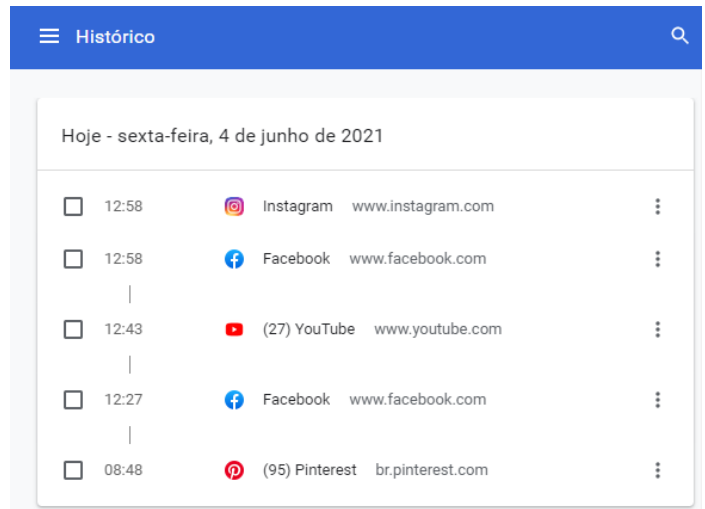 Histórico
Hoje - sexta-feira, 4 de junho de 2021
12:58 Instagram www.instagram.com
12:58 Facebook www.facebook.com
12:43 (27) YouTube www.youtube.com
12:27 Facebook www.facebook.com
08:48 (95) Pinterest br.pinterest.com